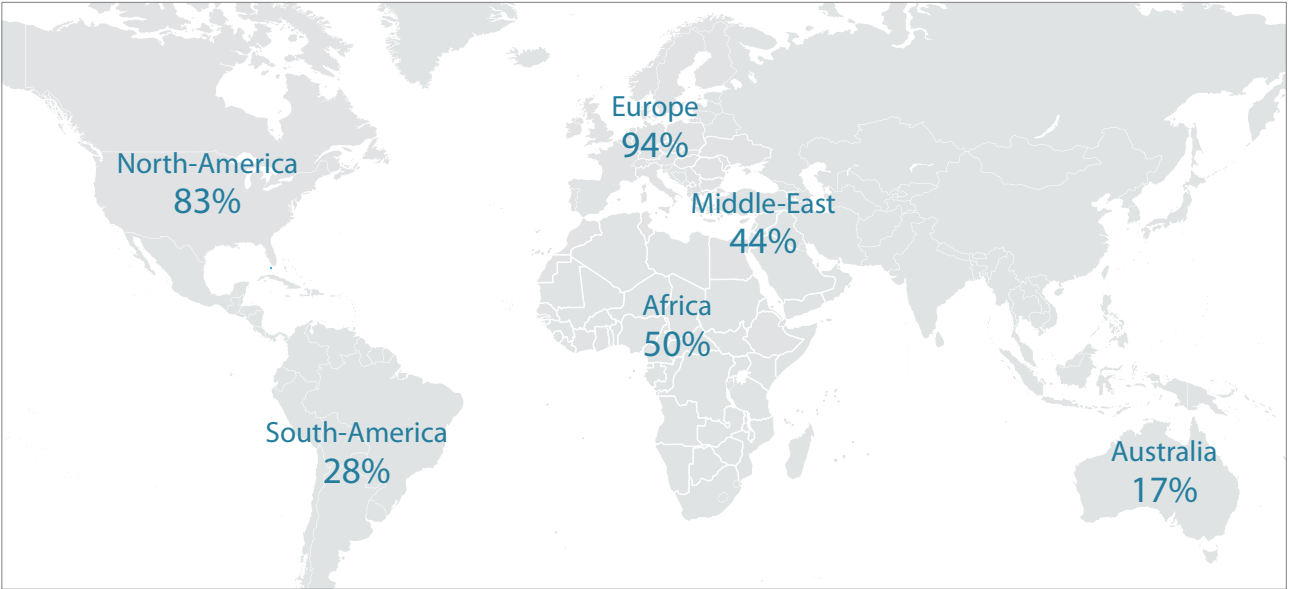 Europe
94%
North-America
83%
Middle-East
44%
Africa
50%
South-America
28%
Australia
17%